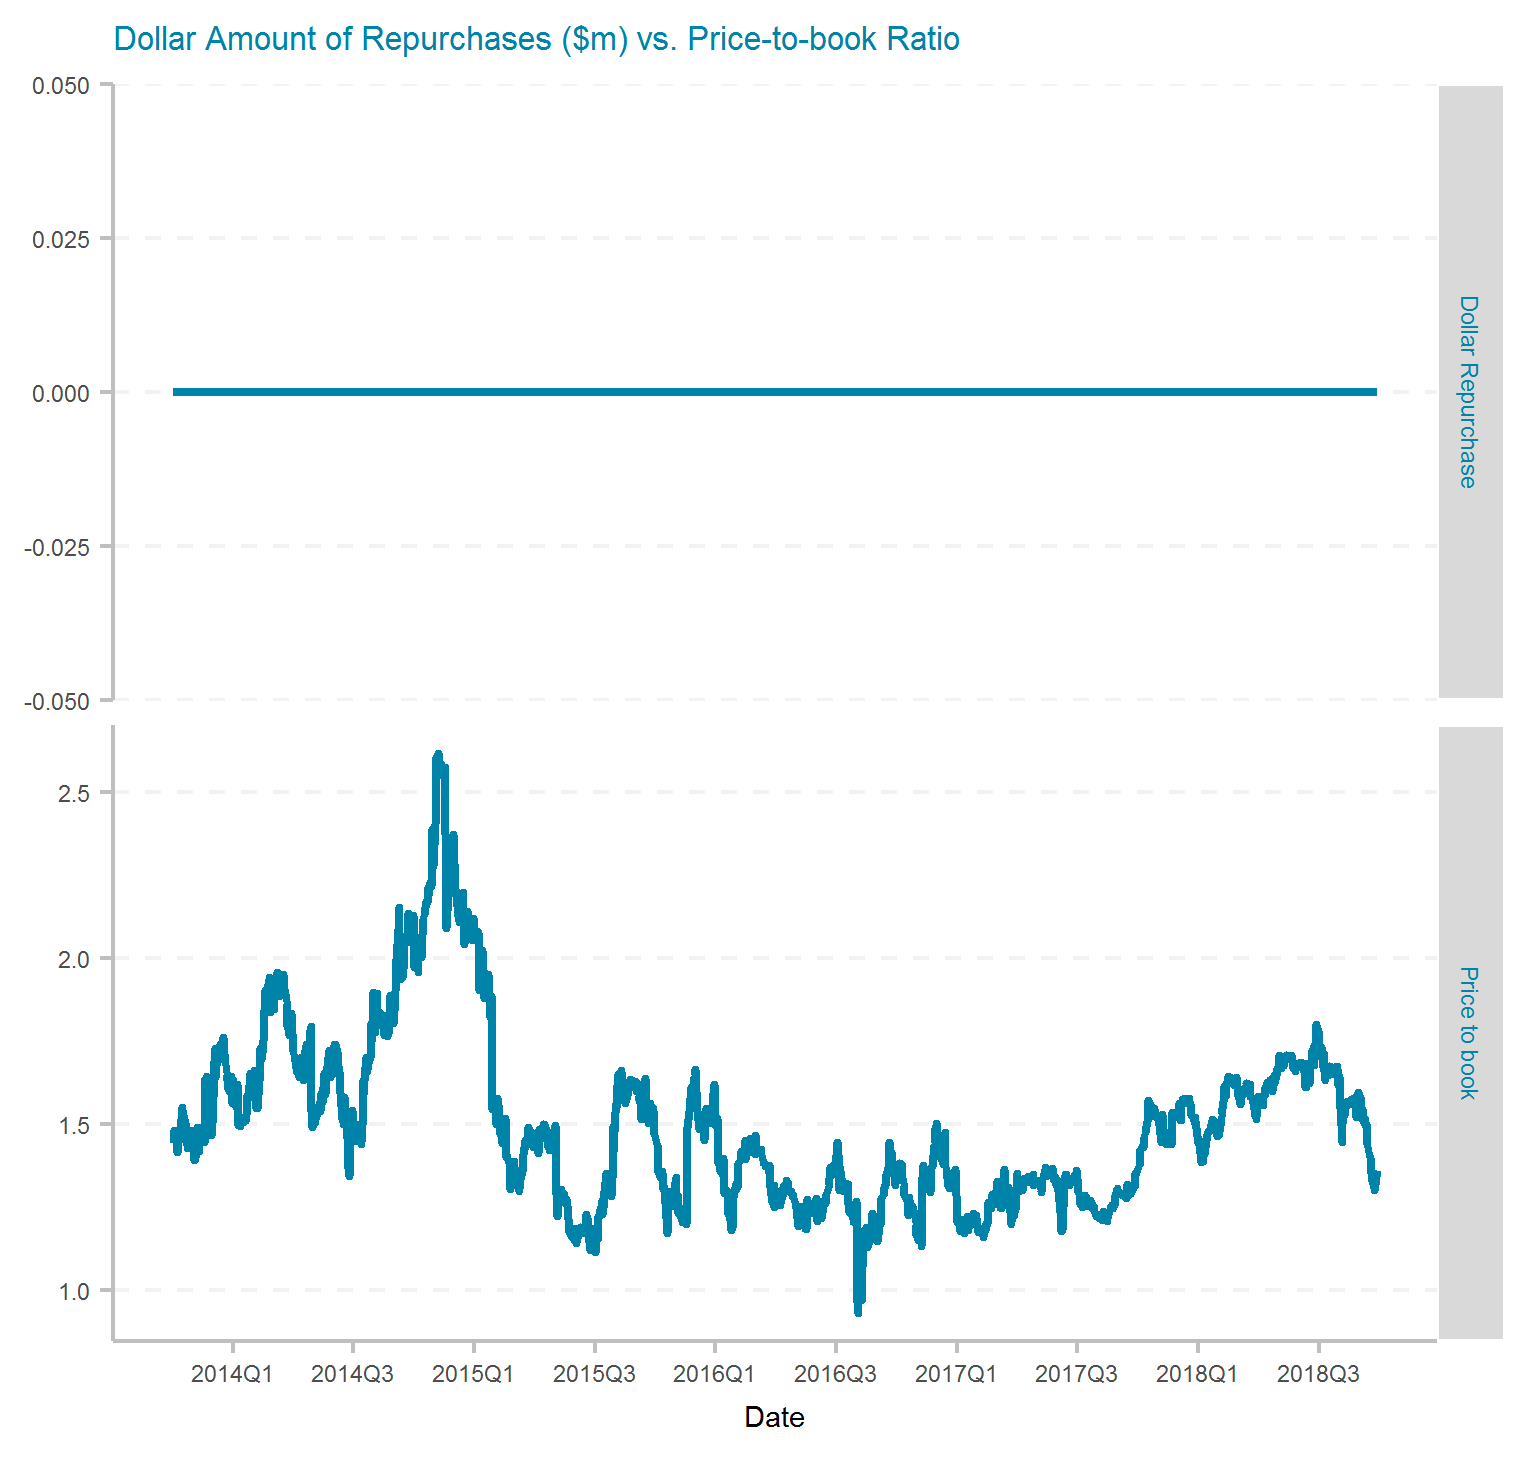 Dollar Amount of Repurchases ($m) vs. Price-to-book Ratio
0.050
0.025
0.000
-0.025
-0.050
Dollar Repurchase
2.5
2.0
1.5
1.0
Price to book
2014Q1 2014Q3 2015Q1 2015Q3 2016Q1 2016Q3 2017Q1 2017Q3 2018Q1 2018Q3
Date